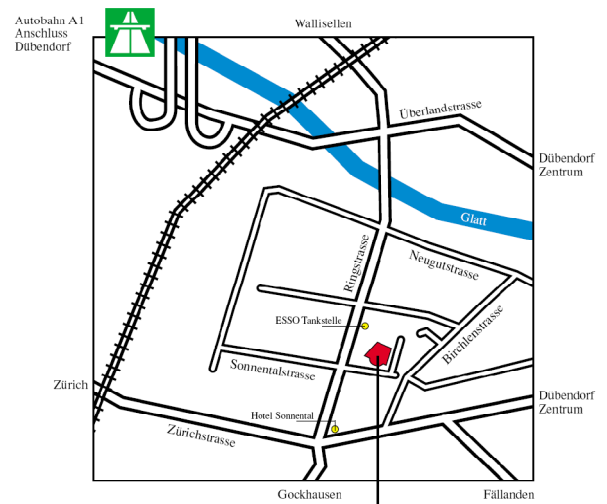 Autobahn A1
Anschluss
Dübendorf
Wallisellen
Überlandstrasse
Dübendorf
Zentrum
Glatt
Neugutstrasse
Ringstrasse
ESSO Tankstelle
Birchlenstrasse
Sonnentalstrasse
Zürich
Dübendorf
Zentrum
Hotel Sonnental
Zürichstrasse
Gockhausen
Fällanden